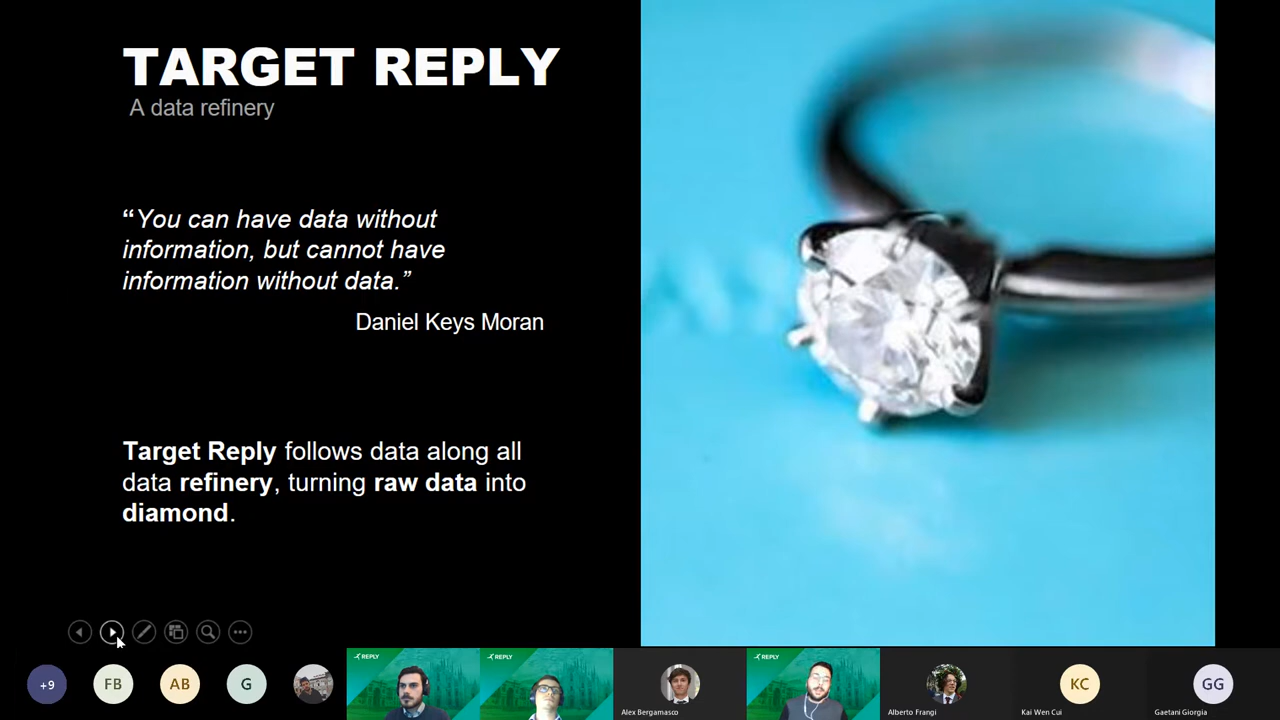 TARGET REPLY
A data refinery
“You can have data without
information, but cannot have
information without data.”
Daniel Keys Moran
Target Reply follows data along all
data refinery, turning raw data into
diamond.
+9
FB
AB
G
REPLY
REPLY
Alex Bergamasco
REPLY
Alberto Frangi
KC
Kai Wen Cui
GG
Gaetani Giorgia